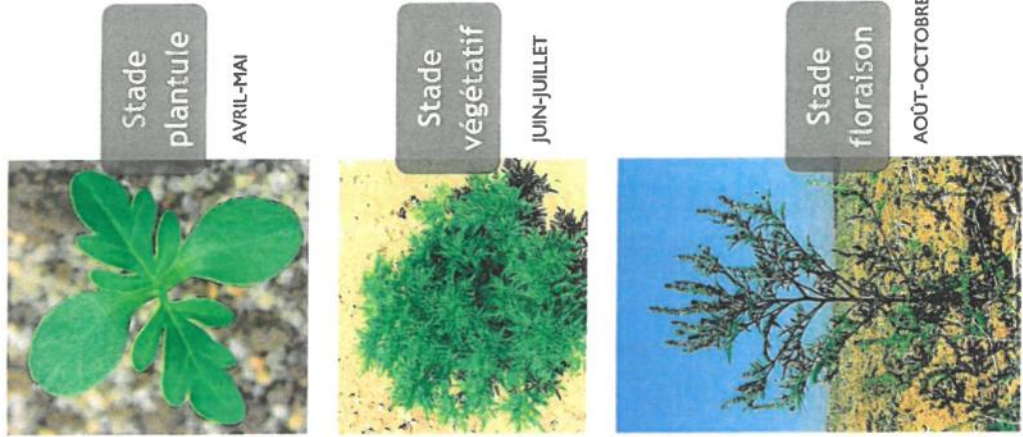 Stade
plantule
AVRIL-MAI
Stade
végétatif
JUIN-JUILLET
Stade
floraison
AOÛT-OCTOBRE